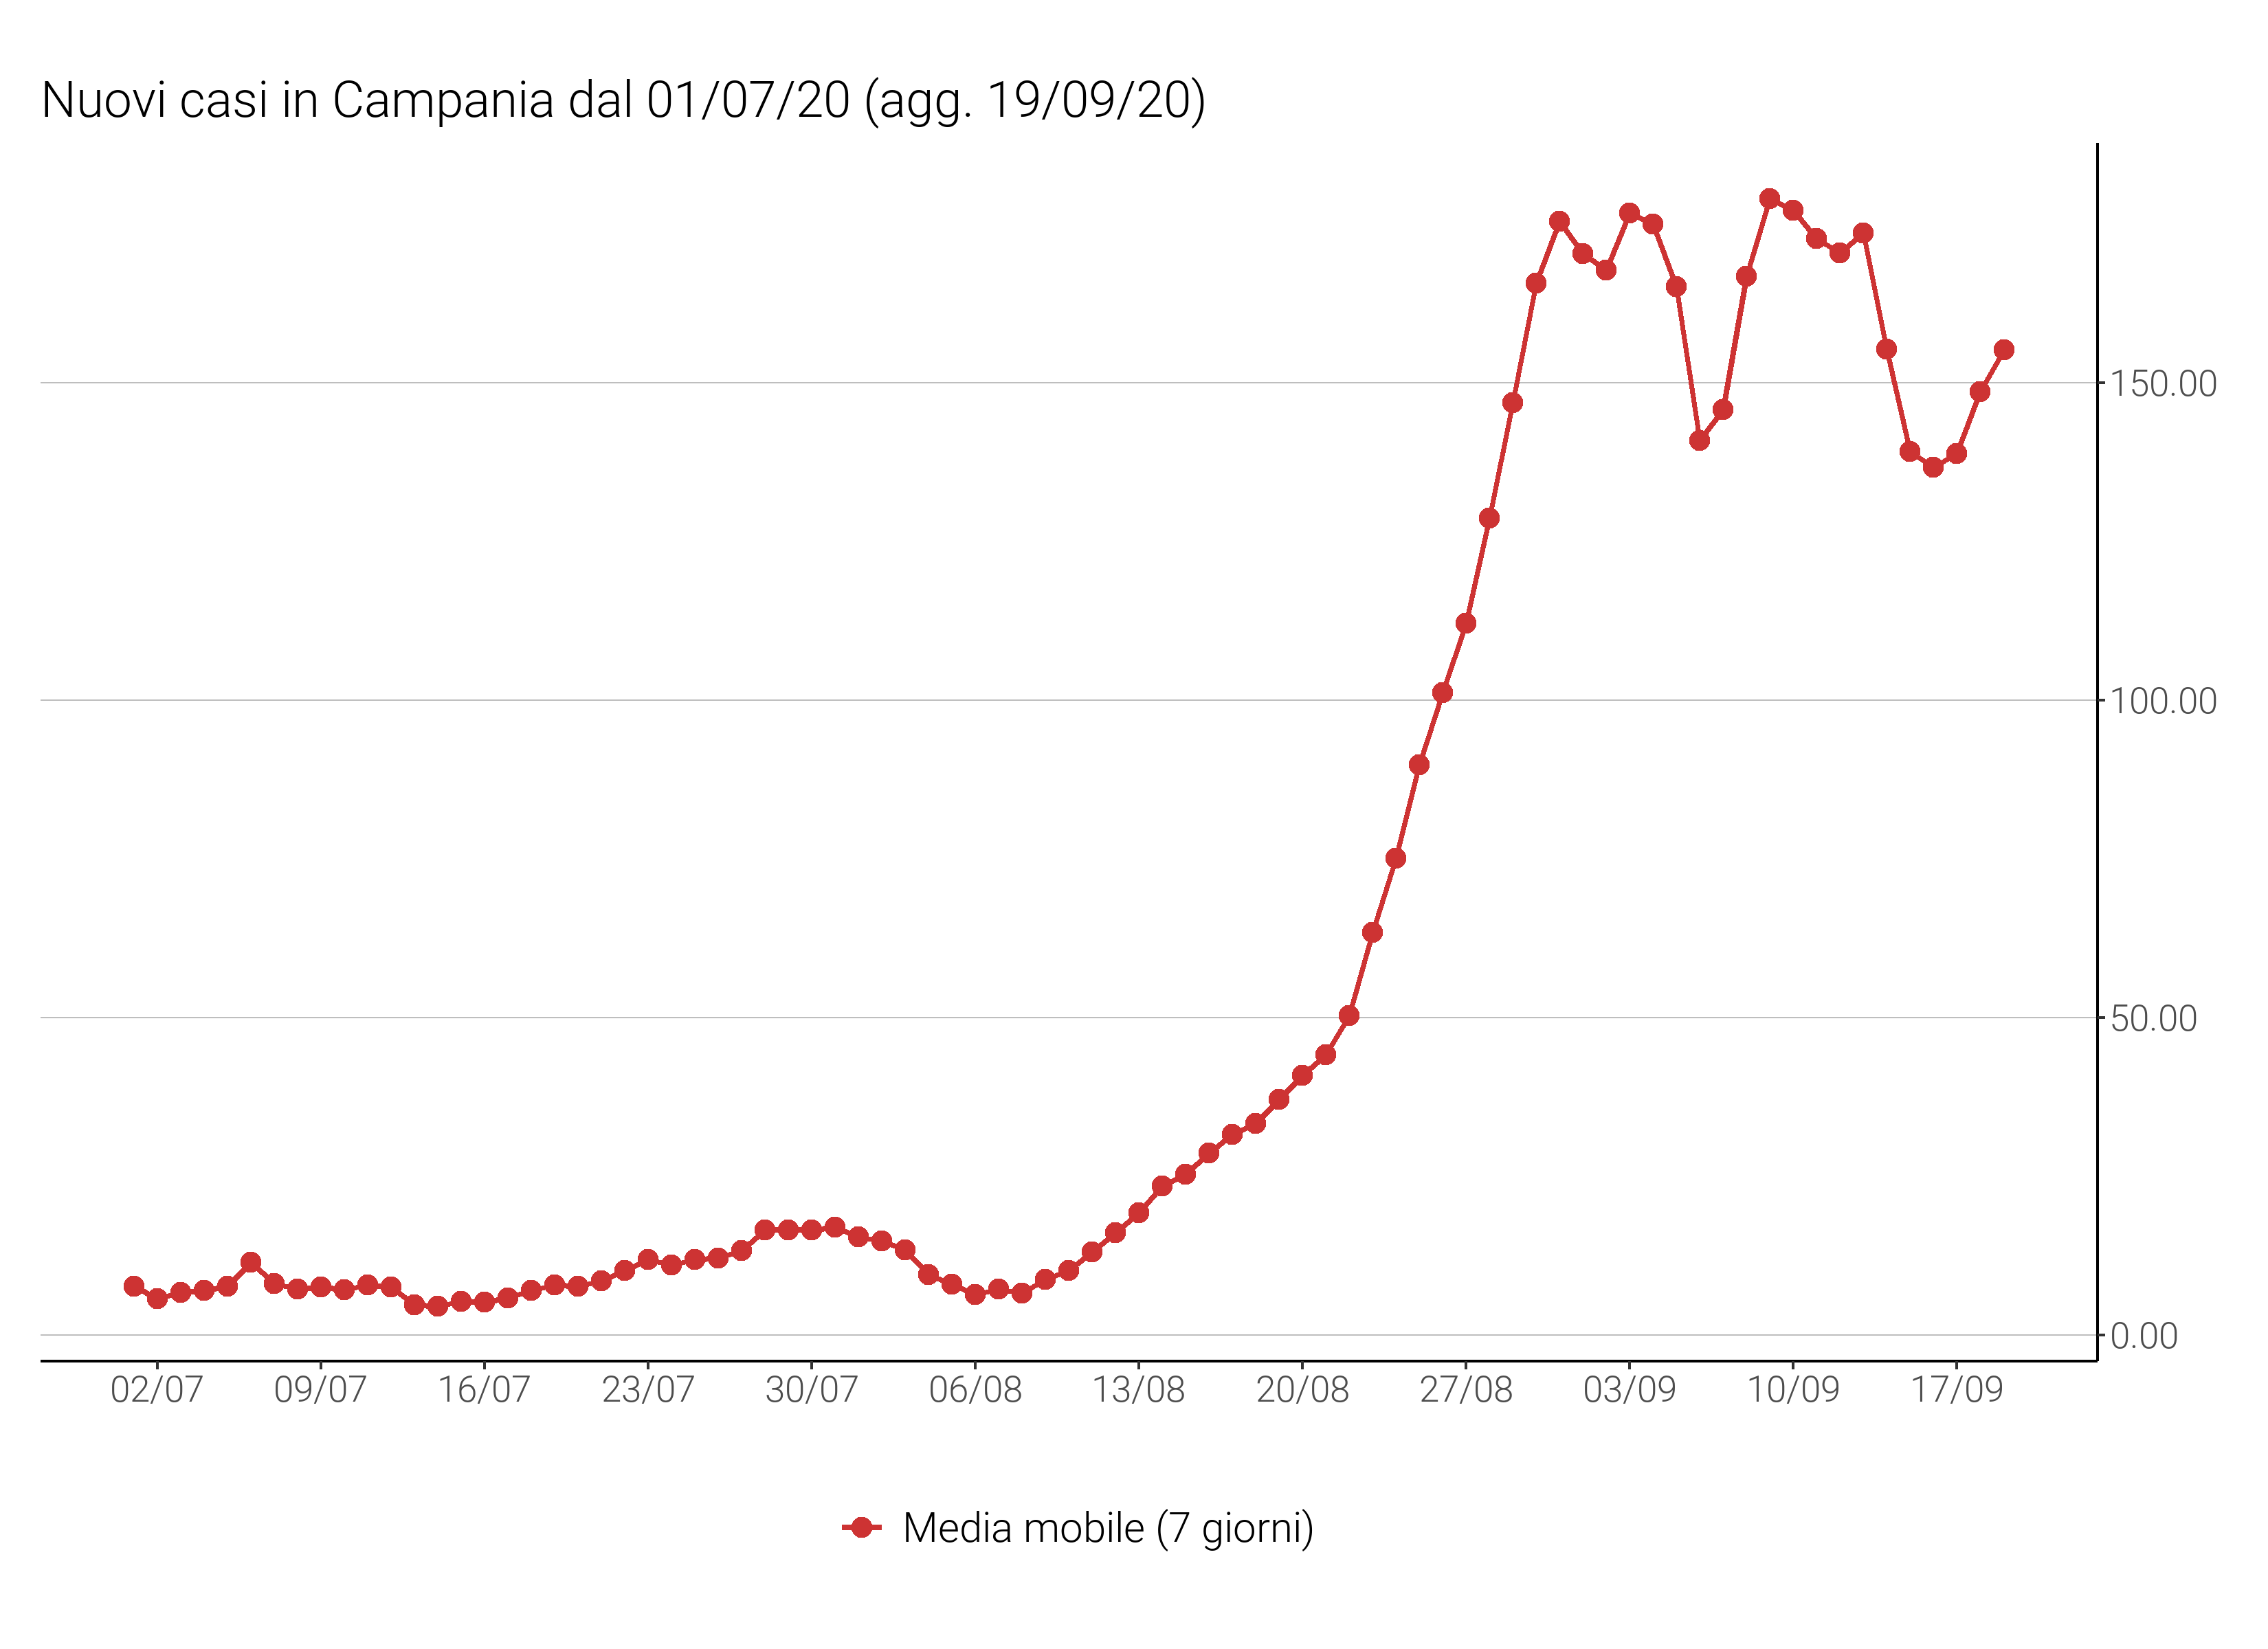 Nuovi casi in Campania dal 01/07/20 (agg. 19/09/20)
150.00
100.00
50.00
0.00
02/07 09/07 16/07 23/07 30/07 06/08 13/08 20/08 27/08 03/09 10/09 17/09
Media mobile (7 giorni)